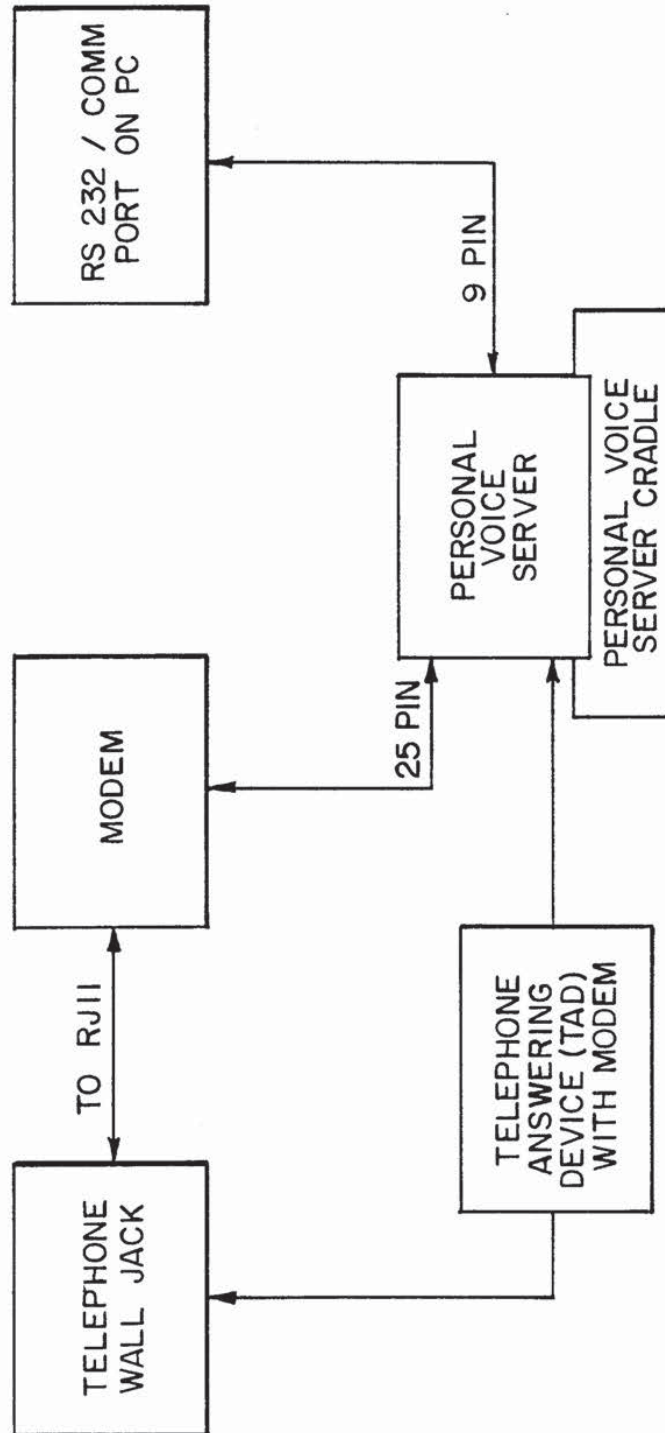 TELEPHONE
WALL JACK
TO RJ11
MODEM
RS 232 / COMM
PORT ON PC
25 PIN
9 PIN
TELEPHONE
ANSWERING
DEVICE (TAD)
WITH MODEM
PERSONAL
VOICE
SERVER
PERSONAL VOICE
SERVER CRADLE